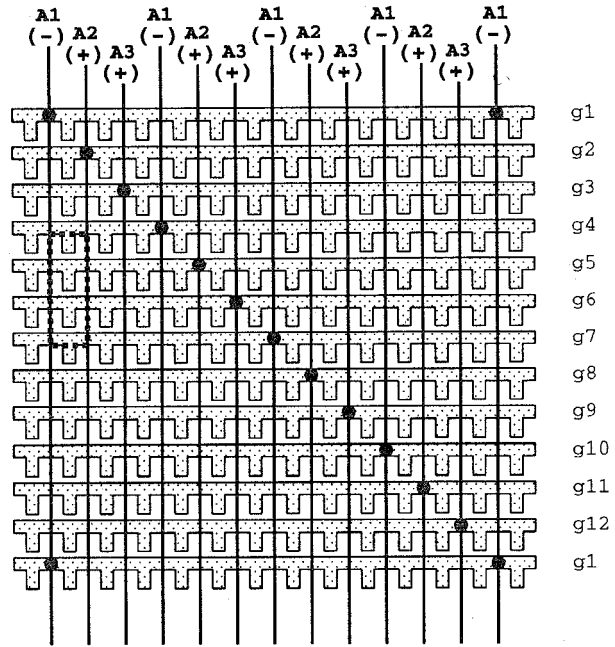 A1 A1 A1 A1 A1
(-) A2 (-) A2 (-) A2 (-) A2 (-)
(+) A3 (+) A3 (+) A3 (+) A3
(+) (+) (+) (+)
g1
g2
g3
g4
g5
g6
g7
g8
g9
g10
g11
g12
g1